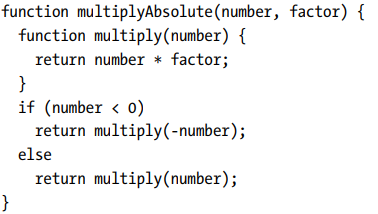 function multiplyAbsolute(number, factor) {
  function multiply(number) {
    return number * factor;
  }
  if (number < 0)
    return multiply(-number);
  else
    return multiply(number);
}